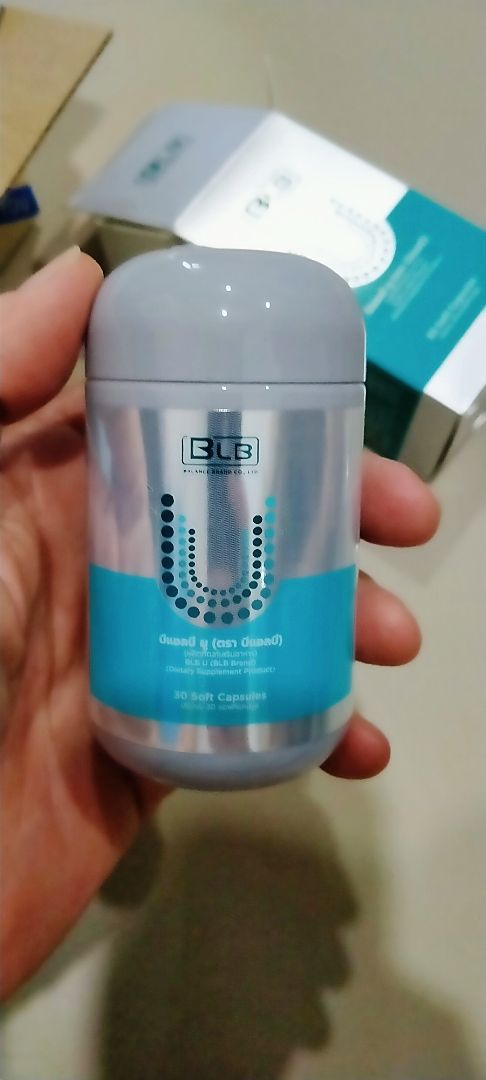 BLB
BLB
BLB
BALANCE BRAND CO., LTD.
บีแอลบี ยู (ตรา บีแอลบี)
(ผลิตภัณฑ์เสริมอาหาร)
BLB U (BLB Brand)
(Dietary Supplement Product)
30 Soft Capsules